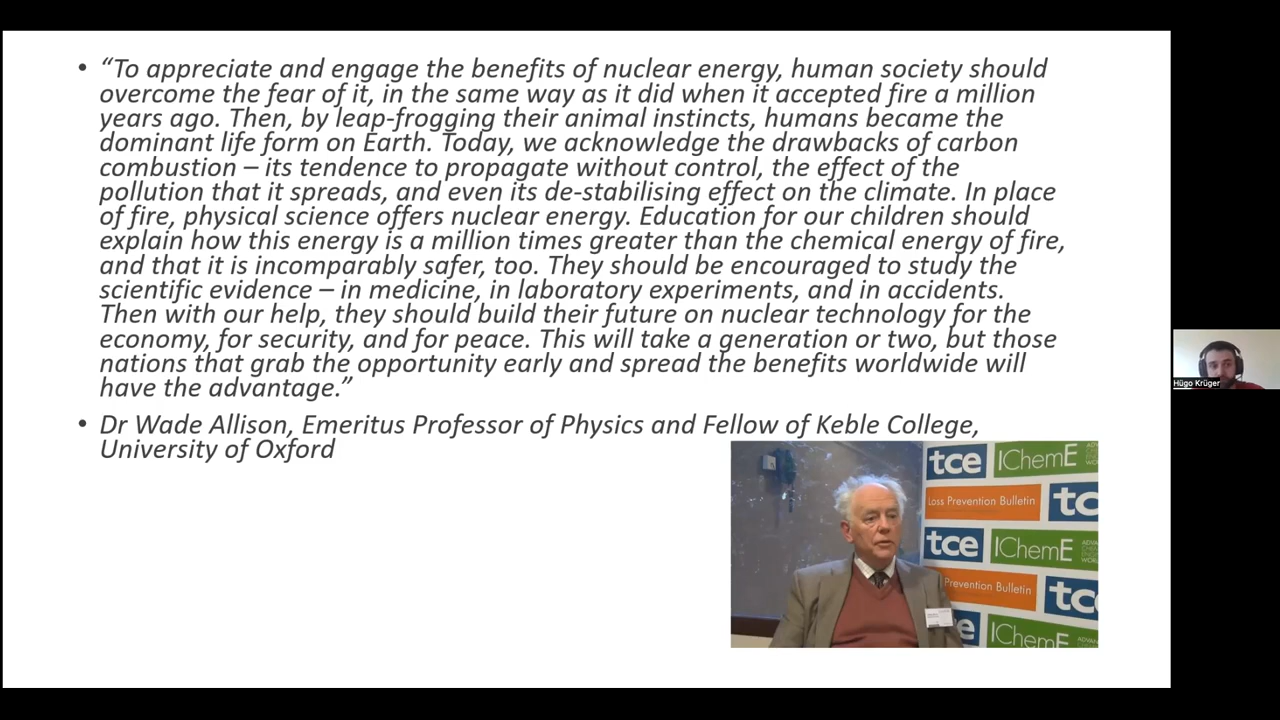 • “To appreciate and engage the benefits of nuclear energy, human society should
overcome the fear of it, in the same way as it did when it accepted fire a million
years ago. Then, by leap-frogging their animal instincts, humans became the
dominant life form on Earth. Today, we acknowledge the drawbacks of carbon
combustion – its tendence to propagate without control, the effect of the
pollution that it spreads, and even its de-stabilising effect on the climate. In place
of fire, physical science offers nuclear energy. Education for our children should
explain how this energy is a million times greater than the chemical energy of fire,
and that it is incomparably safer, too. They should be encouraged to study the
scientific evidence – in medicine, in laboratory experiments, and in accidents.
Then with our help, they should build their future on nuclear technology for the
economy, for security, and for peace. This will take a generation or two, but those
nations that grab the opportunity early and spread the benefits worldwide will
have the advantage.”
• Dr Wade Allison, Emeritus Professor of Physics and Fellow of Keble College,
University of Oxford
tce IChemE
Loss Prevention Bulletin tc
tce IChemE
Prevention Bulletin tc
e IChemE
Hügo Krüger